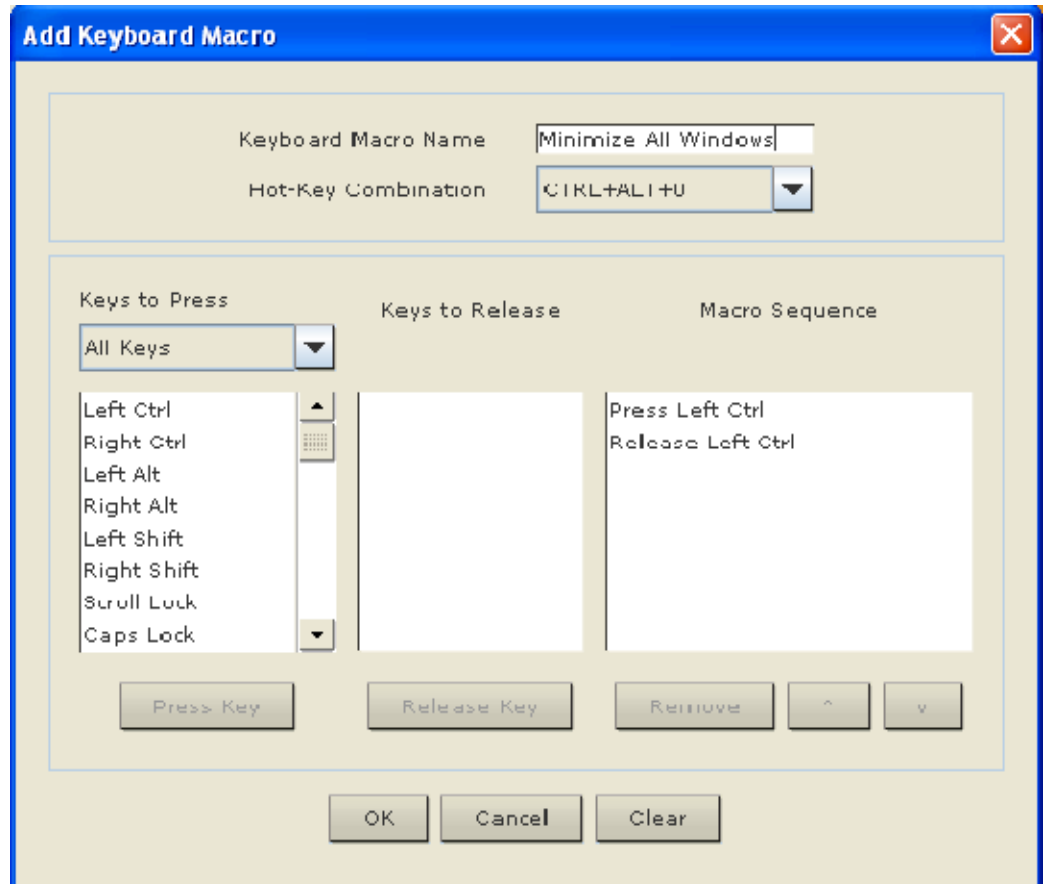 Add Keyboard Macro
Keyboard Macro Name
Minimize All Windows
Hot-Key Combination
CTRL+ALT+0
Keys to Press
Keys to Release
Macro Sequence
All Keys
Left Ctrl
Right Ctrl
Left Alt
Right Alt
Left Shift
Right Shift
Scroll Lock
Caps Lock
Press Left Ctrl
Release Left Ctrl
Press Key
Release Key
Remove
^
v
OK
Cancel
Clear